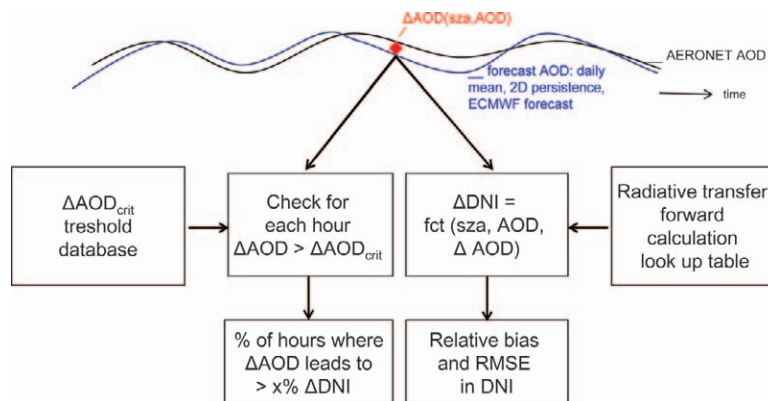 ΔAOD(sza,AOD)
AERONET AOD
__ forecast AOD: daily
mean, 2D persistence,
ECMWF forecast
time
ΔAODcrit
treshold
database
Check for
each hour
ΔAOD > ΔAODcrit
ΔDNI =
fct (sza, AOD,
Δ AOD)
Radiative transfer
forward
calculation
look up table
% of hours where
ΔAOD leads to
> x% ΔDNI
Relative bias
and RMSE
in DNI